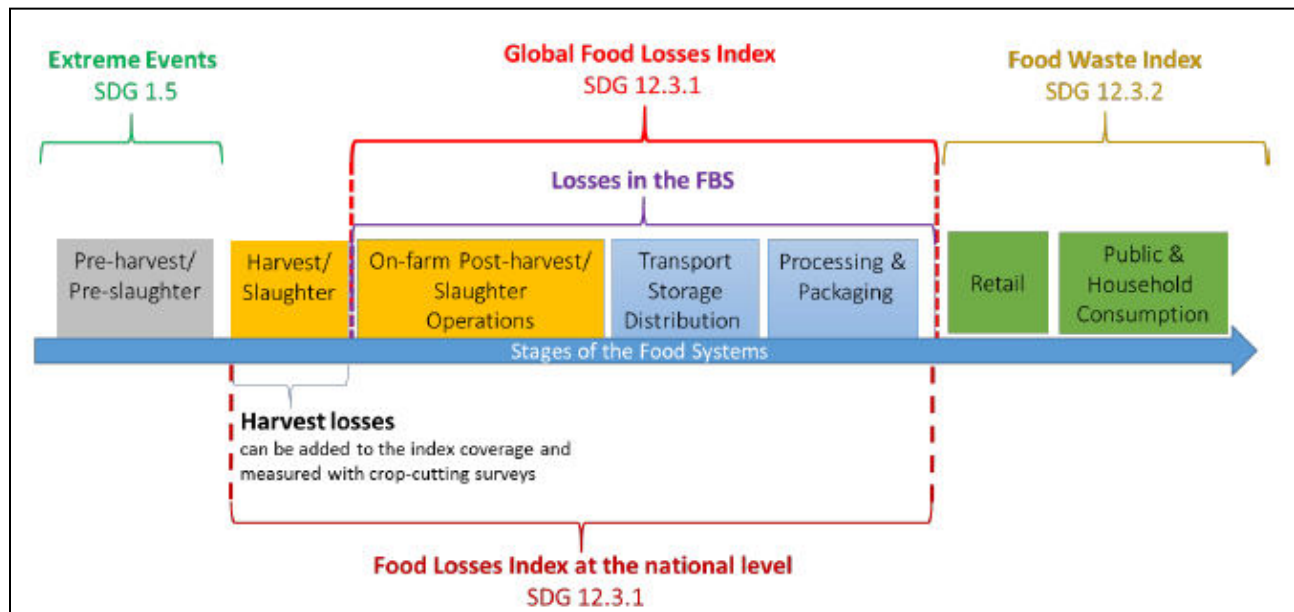 Extreme Events
SDG 1.5
Global Food Losses Index
SDG 12.3.1
Food Waste Index
SDG 12.3.2
Losses in the FBS
Pre-harvest/
Pre-slaughter
Harvest/
Slaughter
On-farm Post-harvest/
Slaughter
Operations
Transport
Storage
Distribution
Processing &
Packaging
Retail
Public &
Household
Consumption
Stages of the Food Systems
Harvest losses
can be added to the index coverage and
measured with crop-cutting surveys
Food Losses Index at the national level
SDG 12.3.1